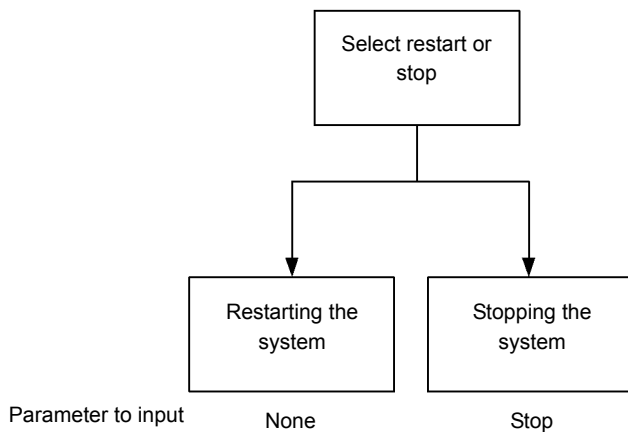 Select restart or
stop
Restarting the
system
Stopping the
system
Parameter to input
None
Stop